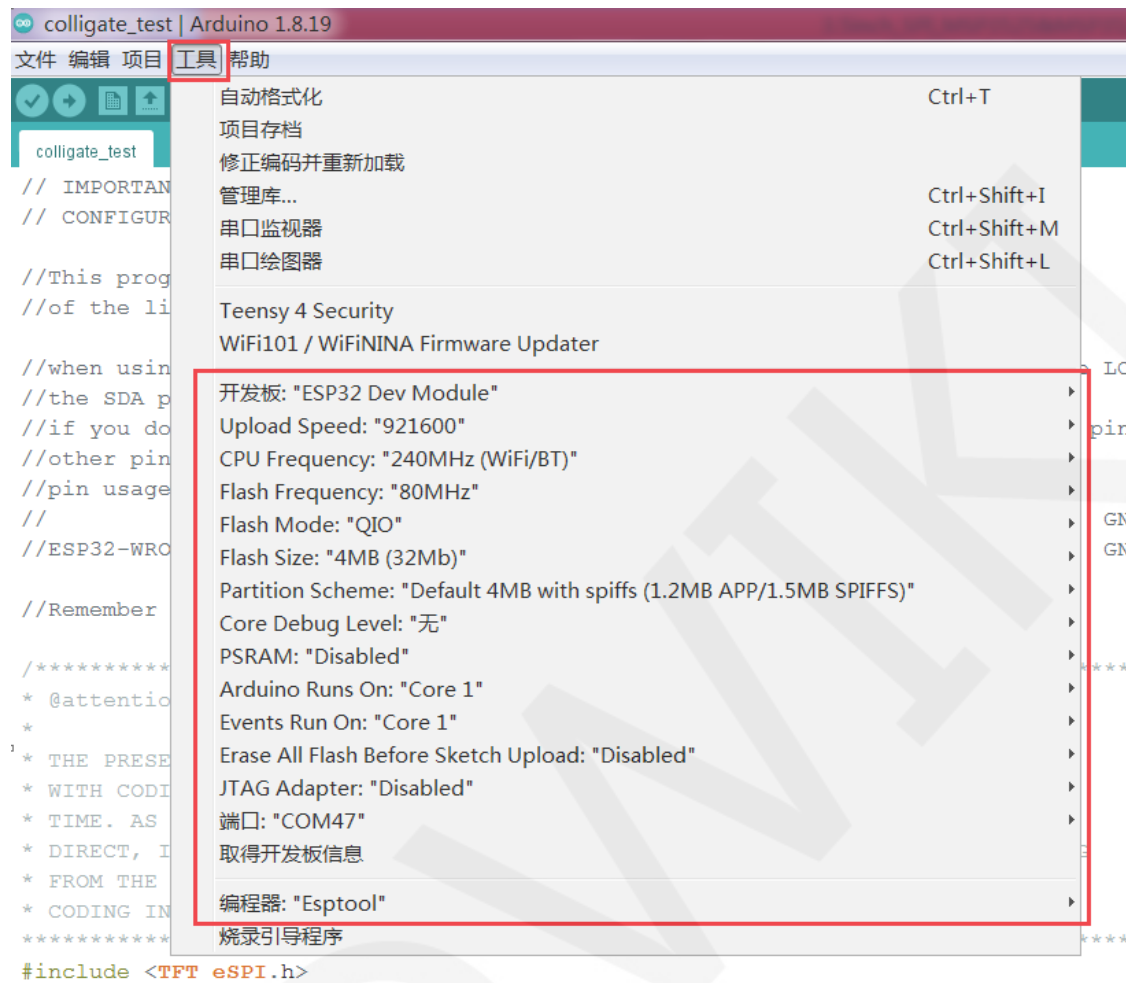 colligate_test | Arduino 1.8.19
文件 编辑 项目 工具 帮助
自动格式化 Ctrl+T
项目存档
colligate_test
修正编码并重新加载
// IMPORTAN
管理库... Ctrl+Shift+I
// CONFIGUR
串口监视器 Ctrl+Shift+M
串口绘图器 Ctrl+Shift+L
//This prog
//of the li
Teensy 4 Security
WiFi101 / WiFiNINA Firmware Updater
//when usin LC
开发板: "ESP32 Dev Module"
//the SDA p
Upload Speed: "921600"
//if you do pin
CPU Frequency: "240MHz (WiFi/BT)"
//other pin
Flash Frequency: "80MHz"
//pin usage
Flash Mode: "QIO"
// GN
Flash Size: "4MB (32Mb)"
//ESP32-WRO GN
Partition Scheme: "Default 4MB with spiffs (1.2MB APP/1.5MB SPIFFS)"
//Remember
Core Debug Level: "无"
PSRAM: "Disabled"
/********** ****
Arduino Runs On: "Core 1"
* @attentio
Events Run On: "Core 1"
*
Erase All Flash Before Sketch Upload: "Disabled"
* THE PRESE
JTAG Adapter: "Disabled"
* WITH CODI
端口: "COM47"
* TIME. AS
取得开发板信息
* DIRECT, I
* FROM THE
编程器: "Esptool"
* CODING IN
烧录引导程序
*********** ****
#include <TFT_eSPI.h>